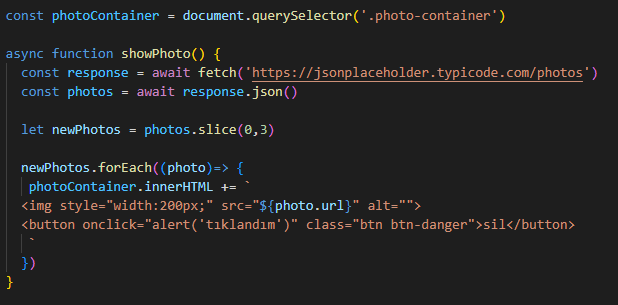 const photoContainer = document.querySelector('.photo-container')
async function showPhoto() {
const response = await fetch('https://jsonplaceholder.typicode.com/photos')
const photos = await response.json()
let newPhotos = photos.slice(0,3)
newPhotos.forEach((photo)=> {
photoContainer.innerHTML += `
<img style="width:200px;" src="${photo.url}" alt="">
<button onclick="alert('tıklandım')" class="btn btn-danger">sil</button>
`
})
}